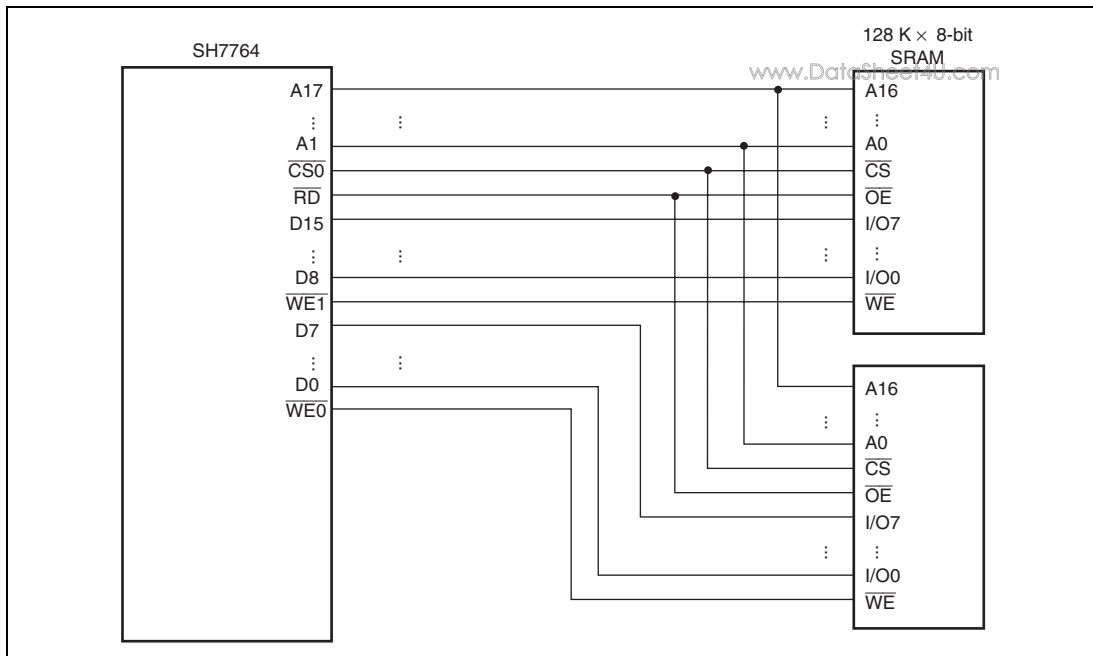 SH7764
A17
⋮
A1
CS0
RD
D15
⋮
D8
WE1
D7
⋮
D0
WE0
⋮
⋮
⋮
128 K × 8-bit
SRAM
www.DataSheet4U.com
⋮
⋮
A16
⋮
A0
CS
OE
I/O7
⋮
I/O0
WE
⋮
⋮
A16
⋮
A0
CS
OE
I/O7
⋮
I/O0
WE